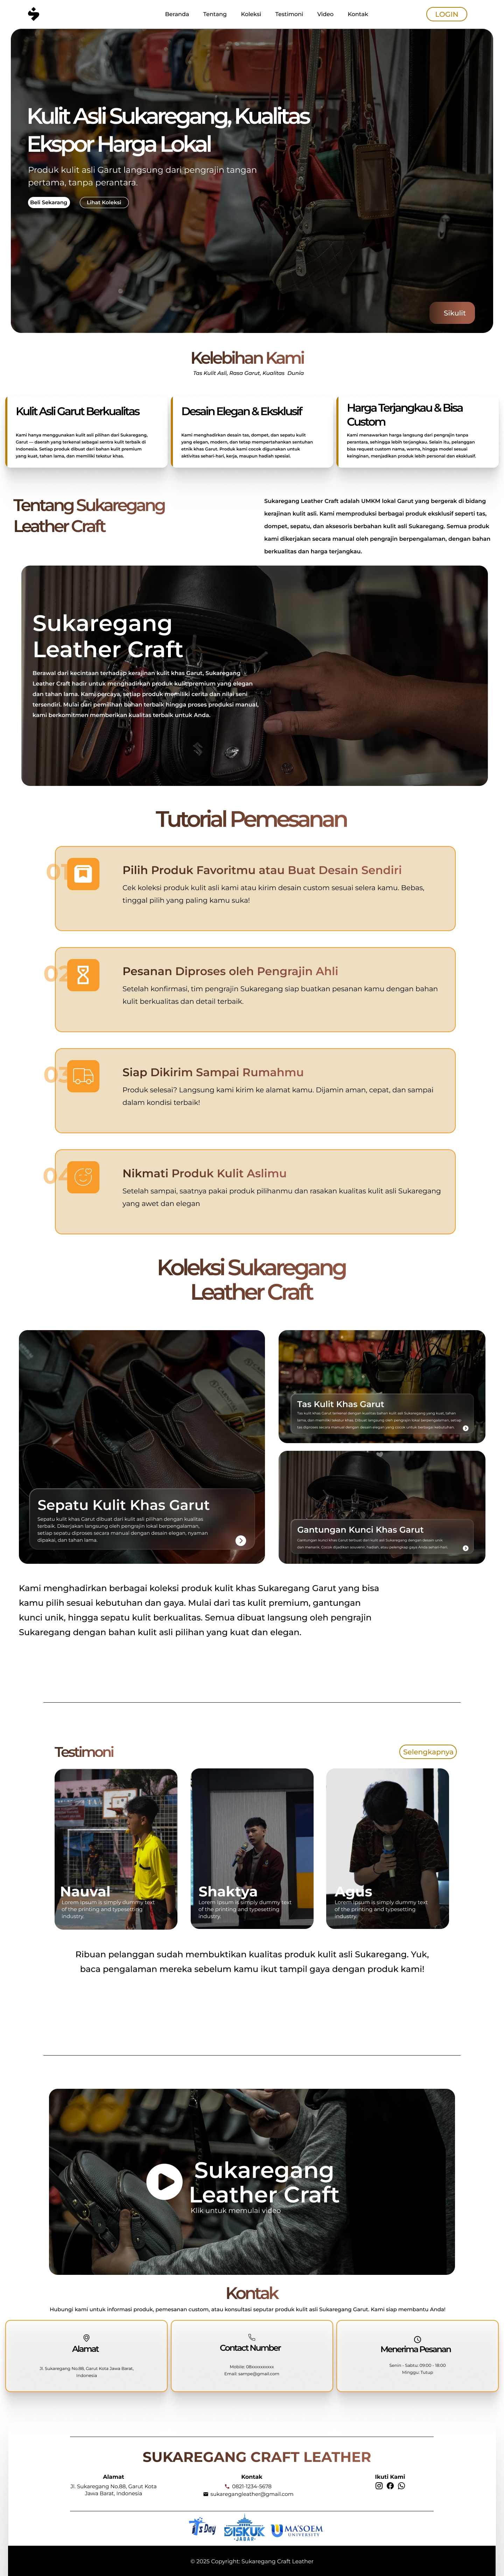 Beranda Tentang Koleksi Testimoni Video Kontak LOGIN
Kulit Asli Sukaregang, Kualitas
Ekspor Harga Lokal
Produk kulit asli Garut langsung dari pengrajin tangan
pertama, tanpa perantara.
Beli Sekarang Lihat Koleksi
Sikulit
Kelebihan Kami
Tas Kulit Asli, Rasa Garut, Kualitas Dunia
Kulit Asli Garut Berkualitas
Kami hanya menggunakan kulit asli pilihan dari Sukaregang,
Garut — daerah yang terkenal sebagai sentra kulit terbaik di
Indonesia. Setiap produk dibuat dari bahan kulit premium
yang kuat, tahan lama, dan memiliki tekstur khas.
Desain Elegan & Eksklusif
Kami menghadirkan desain tas, dompet, dan sepatu kulit
yang elegan, modern, dan tetap mempertahankan sentuhan
etnik khas Garut. Produk kami cocok digunakan untuk
aktivitas sehari-hari, kerja, maupun hadiah spesial.
Harga Terjangkau & Bisa
Custom
Kami menawarkan harga langsung dari pengrajin tanpa
perantara, sehingga lebih terjangkau. Selain itu, pelanggan
bisa request custom nama, warna, hingga model sesuai
keinginan, menjadikan produk lebih personal dan eksklusif.
Tentang Sukaregang
Leather Craft
Sukaregang Leather Craft adalah UMKM lokal Garut yang bergerak di bidang
kerajinan kulit asli. Kami memproduksi berbagai produk eksklusif seperti tas,
dompet, sepatu, dan aksesoris berbahan kulit asli Sukaregang. Semua produk
kami dikerjakan secara manual oleh pengrajin berpengalaman, dengan bahan
berkualitas dan harga terjangkau.
Sukaregang
Leather Craft
Berawal dari kecintaan terhadap kerajinan kulit khas Garut, Sukaregang
Leather Craft hadir untuk menghadirkan produk kulit premium yang elegan
dan tahan lama. Kami percaya, setiap produk memiliki cerita dan nilai seni
tersendiri. Mulai dari pemilihan bahan terbaik hingga proses produksi manual,
kami berkomitmen memberikan kualitas terbaik untuk Anda.
Tutorial Pemesanan
01
Pilih Produk Favoritmu atau Buat Desain Sendiri
Cek koleksi produk kulit asli kami atau kirim desain custom sesuai selera kamu. Bebas,
tinggal pilih yang paling kamu suka!
02
Pesanan Diproses oleh Pengrajin Ahli
Setelah konfirmasi, tim pengrajin Sukaregang siap buatkan pesanan kamu dengan bahan
kulit berkualitas dan detail terbaik.
03
Siap Dikirim Sampai Rumahmu
Produk selesai? Langsung kami kirim ke alamat kamu. Dijamin aman, cepat, dan sampai
dalam kondisi terbaik!
04
Nikmati Produk Kulit Aslimu
Setelah sampai, saatnya pakai produk pilihanmu dan rasakan kualitas kulit asli Sukaregang
yang awet dan elegan
Koleksi Sukaregang
Leather Craft
Sepatu Kulit Khas Garut
Sepatu kulit khas Garut dibuat dari kulit asli pilihan dengan kualitas
terbaik. Dikerjakan langsung oleh pengrajin lokal berpengalaman,
setiap sepatu diproses secara manual dengan desain elegan, nyaman
dipakai, dan tahan lama.
Tas Kulit Khas Garut
Gantungan Kunci Khas Garut
Kami menghadirkan berbagai koleksi produk kulit khas Sukaregang Garut yang bisa
kamu pilih sesuai kebutuhan dan gaya. Mulai dari tas kulit premium, gantungan
kunci unik, hingga sepatu kulit berkualitas. Semua dibuat langsung oleh pengrajin
Sukaregang dengan bahan kulit asli pilihan yang kuat dan elegan.
Testimoni
Selengkapnya
Nauval
Lorem Ipsum is simply dummy text
of the printing and typesetting
industry.
Shaktya
Lorem Ipsum is simply dummy text
of the printing and typesetting
industry.
Agus
Lorem Ipsum is simply dummy text
of the printing and typesetting
industry.
Ribuan pelanggan sudah membuktikan kualitas produk kulit asli Sukaregang. Yuk,
baca pengalaman mereka sebelum kamu ikut tampil gaya dengan produk kami!
Sukaregang
Leather Craft
Klik untuk memulai video
Kontak
Hubungi kami untuk informasi produk, pemesanan custom, atau konsultasi seputar produk kulit asli Sukaregang Garut. Kami siap membantu Anda!
Alamat
Jl. Sukaregang No.88, Garut Kota Jawa Barat,
Indonesia
Contact Number
Mobile: 08xxxxxxxxxx
Email: sampe@gmail.com
Menerima Pesanan
Senin - Sabtu: 09:00 - 18:00
Minggu: Tutup
SUKAREGANG CRAFT LEATHER
Alamat
Jl. Sukaregang No.88, Garut Kota
Jawa Barat, Indonesia
Kontak
0821-1234-5678
sukaregangleather@gmail.com
Ikuti Kami
IT's Day
DISKUK
JABAR
MA'SOEM
UNIVERSITY
© 2025 Copyright: Sukaregang Craft Leather